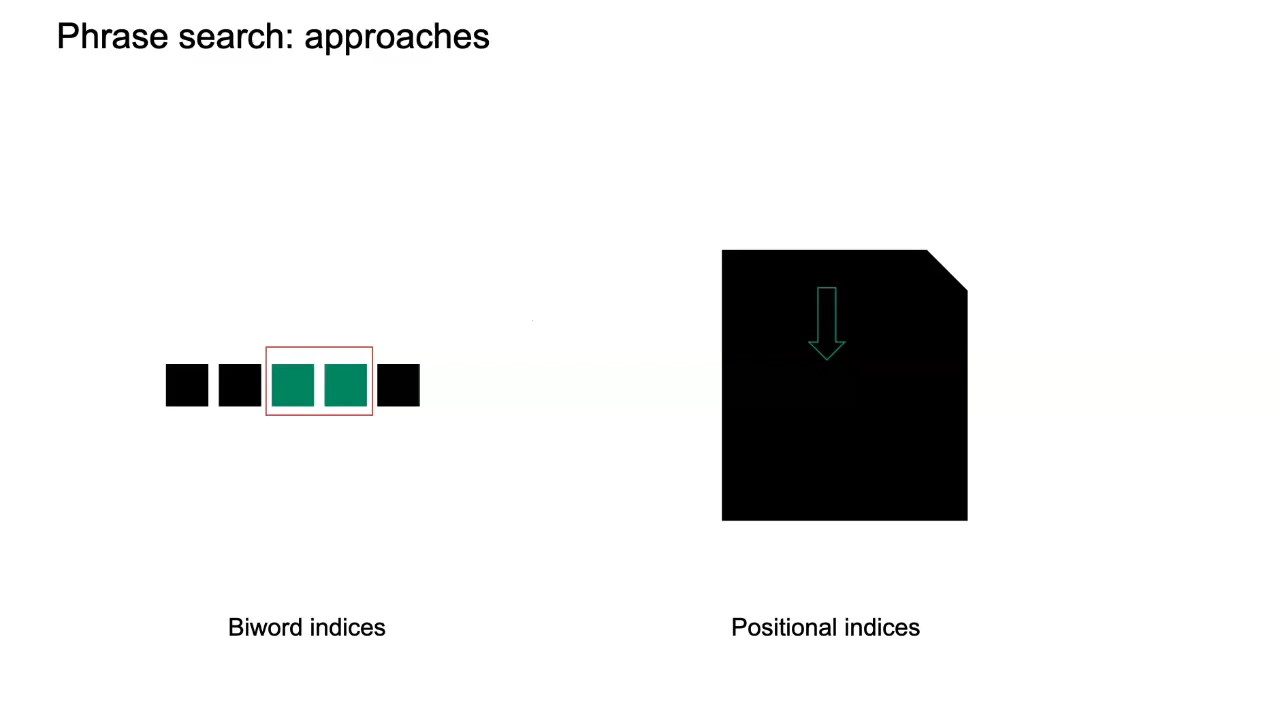 Phrase search: approaches
Biword indices
Positional indices